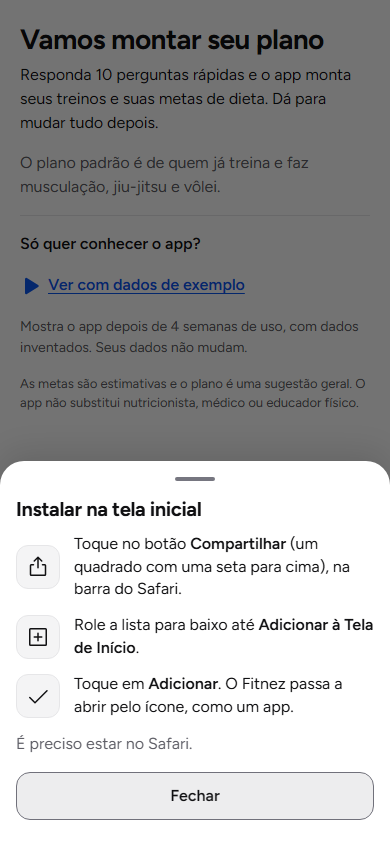 Vamos montar seu plano
Responda 10 perguntas rápidas e o app monta
seus treinos e suas metas de dieta. Dá para
mudar tudo depois.
O plano padrão é de quem já treina e faz
musculação, jiu-jitsu e vôlei.
Só quer conhecer o app?
Ver com dados de exemplo
Mostra o app depois de 4 semanas de uso, com dados
inventados. Seus dados não mudam.
As metas são estimativas e o plano é uma sugestão geral. O
app não substitui nutricionista, médico ou educador físico.
Instalar na tela inicial
Toque no botão Compartilhar (um
quadrado com uma seta para cima), na
barra do Safari.
Role a lista para baixo até Adicionar à Tela
de Início.
Toque em Adicionar. O Fitnez passa a
abrir pelo ícone, como um app.
É preciso estar no Safari.
Fechar